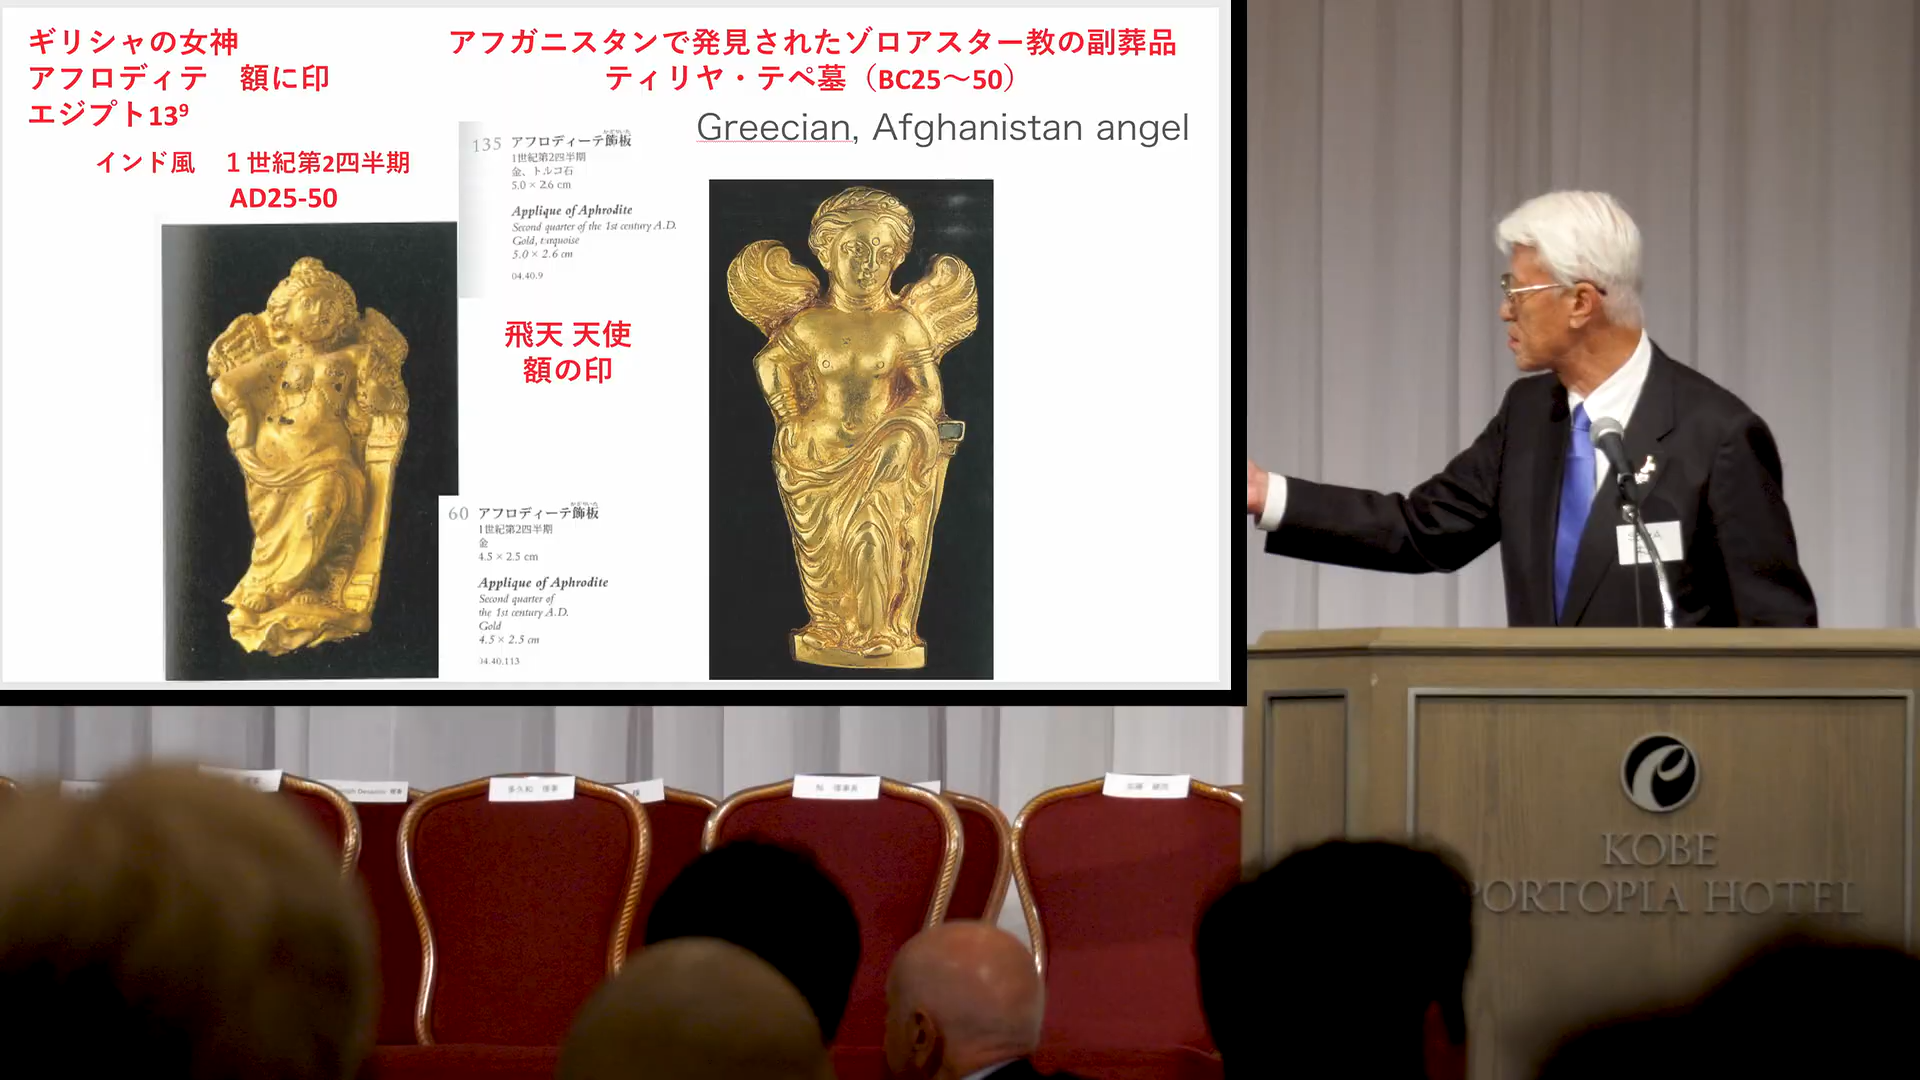 ギリシャの女神
アフロディテ 額に印
エジプト13⁹
インド風 1世紀第2四半期
AD25-50
アフガニスタンで発見されたゾロアスター教の副葬品
ティリヤ・テペ墓（BC25〜50）
Greecian, Afghanistan angel
135 アフロディーテ飾板
1世紀第2四半期
金、トルコ石
5.0 × 2.6 cm
Applique of Aphrodite
Second quarter of the 1st century A.D.
Gold, turquoise
5.0 × 2.6 cm
04.40.9
飛天 天使
額の印
60 アフロディーテ飾板
1世紀第2四半期
金
4.5 × 2.5 cm
Applique of Aphrodite
Second quarter of
the 1st century A.D.
Gold
4.5 × 2.5 cm
04.40.113
多久和 理事
理事長
KOBE
PORTOPIA HOTEL